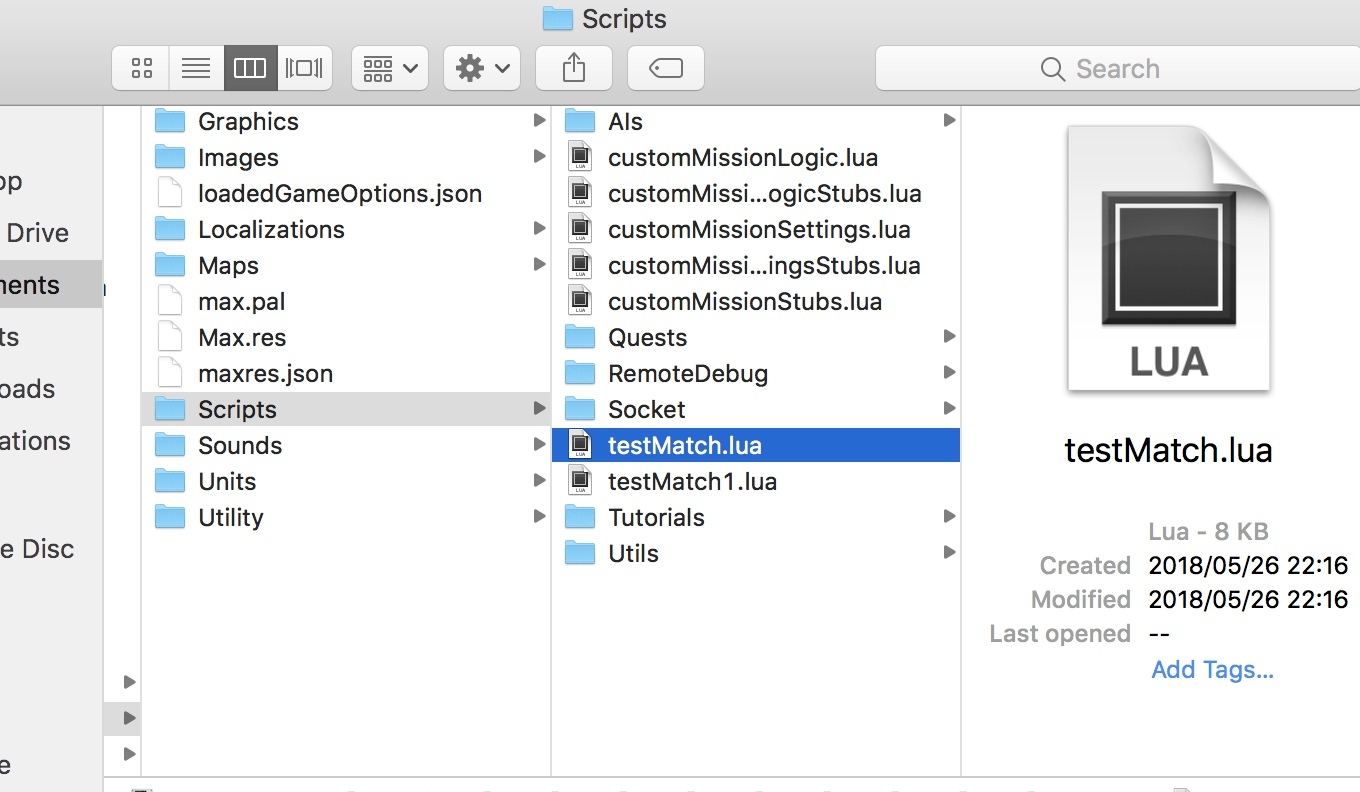 Scripts
Search
pp
Drive
ments
ts
oads
ations
e Disc
e
Graphics
Images
loadedGameOptions.json
Localizations
Maps
max.pal
Max.res
maxres.json
Scripts
Sounds
Units
Utility
AIs
customMissionLogic.lua
customMissi...ogicStubs.lua
customMissionSettings.lua
customMissi...ingsStubs.lua
customMissionStubs.lua
Quests
RemoteDebug
Socket
testMatch.lua
testMatch1.lua
Tutorials
Utils
LUA
testMatch.lua
Lua - 8 KB
Created 2018/05/26 22:16
Modified 2018/05/26 22:16
Last opened --
Add Tags...